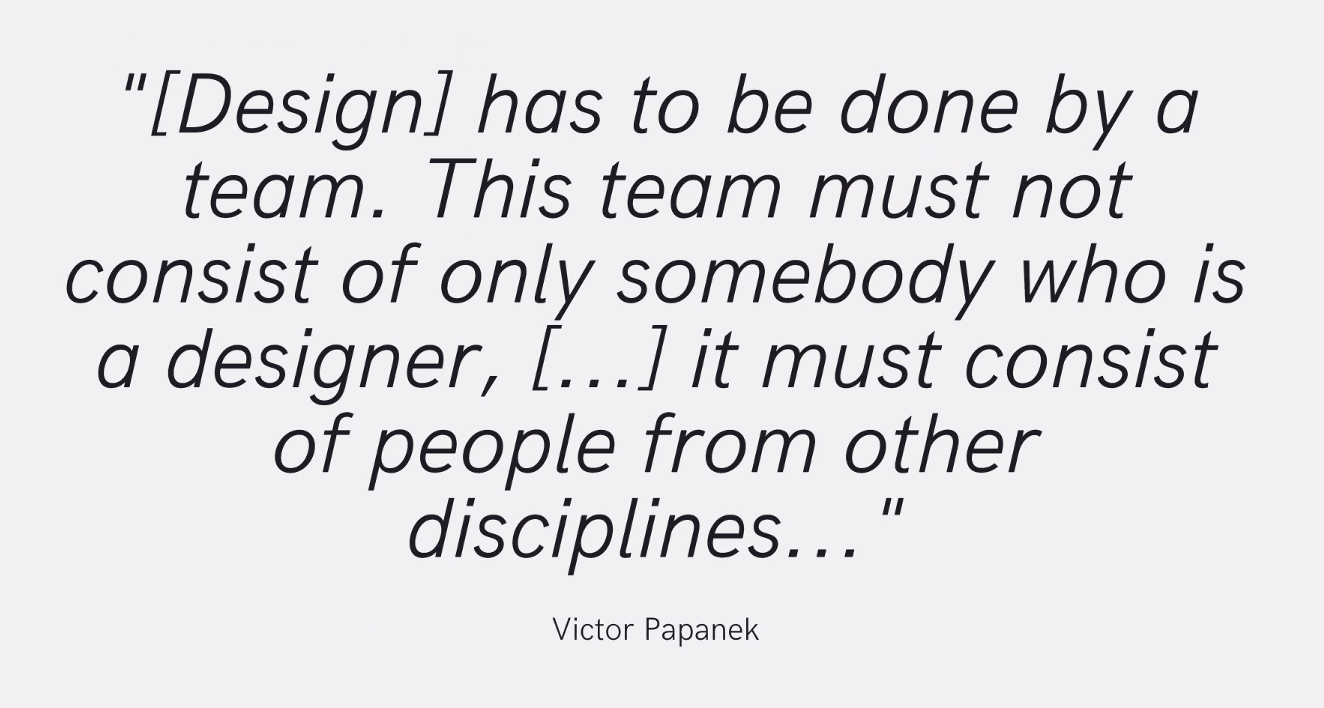 "[Design] has to be done by a
team. This team must not
consist of only somebody who is
a designer, [...] it must consist
of people from other
disciplines... "
Victor Papanek